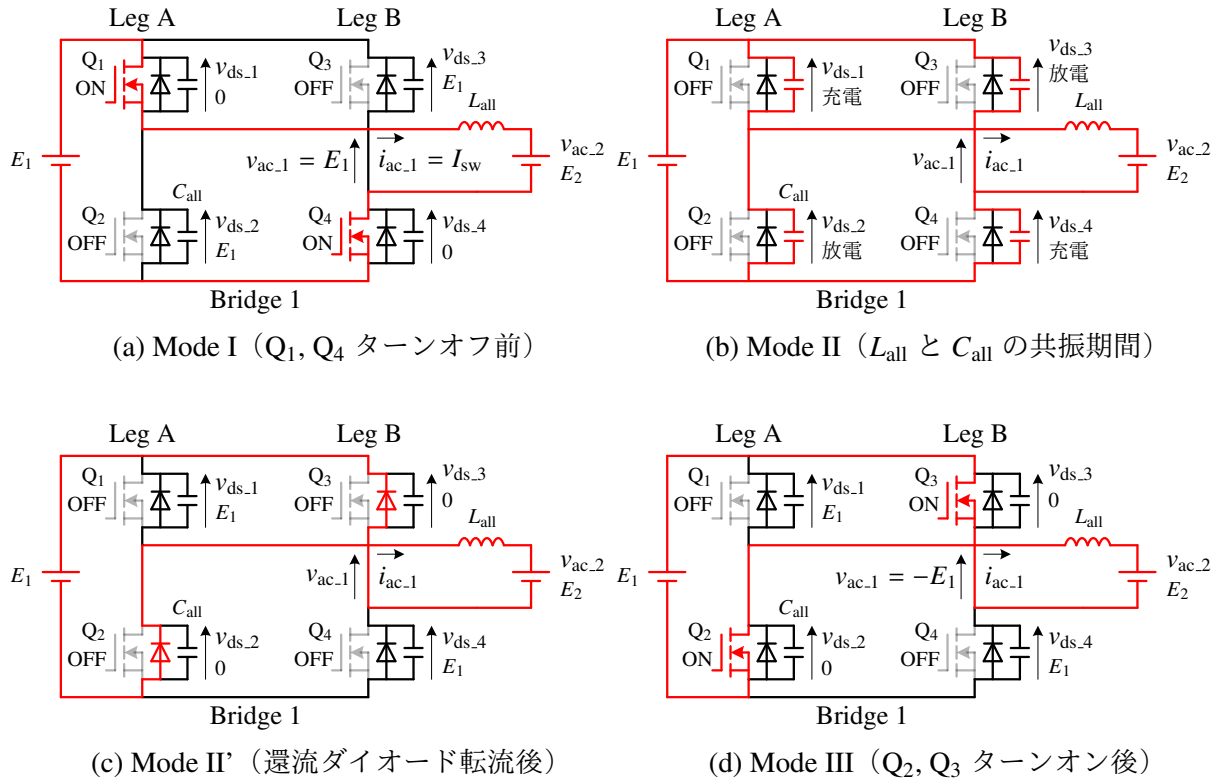 Leg A
Leg B
Q1
ON
vds_1
0
Q3
OFF
vds_3
E1
Lall
E1
vac_1 = E1
iac_1 = Isw
vac_2
E2
Call
Q2
OFF
vds_2
E1
Q4
ON
vds_4
0
Bridge 1
(a) Mode I（Q1, Q4 ターンオフ前）
Leg A
Leg B
Q1
OFF
vds_1
充電
Q3
OFF
vds_3
放電
Lall
E1
vac_1
iac_1
vac_2
E2
Call
Q2
OFF
vds_2
放電
Q4
OFF
vds_4
充電
Bridge 1
(b) Mode II（Lall と Call の共振期間）
Leg A
Leg B
Q1
OFF
vds_1
E1
Q3
OFF
vds_3
0
Lall
E1
vac_1
iac_1
vac_2
E2
Call
Q2
OFF
vds_2
0
Q4
OFF
vds_4
E1
Bridge 1
(c) Mode II’（還流ダイオード転流後）
Leg A
Leg B
Q1
OFF
vds_1
E1
Q3
ON
vds_3
0
Lall
E1
vac_1 = −E1
iac_1
vac_2
E2
Call
Q2
ON
vds_2
0
Q4
OFF
vds_4
E1
Bridge 1
(d) Mode III（Q2, Q3 ターンオン後）